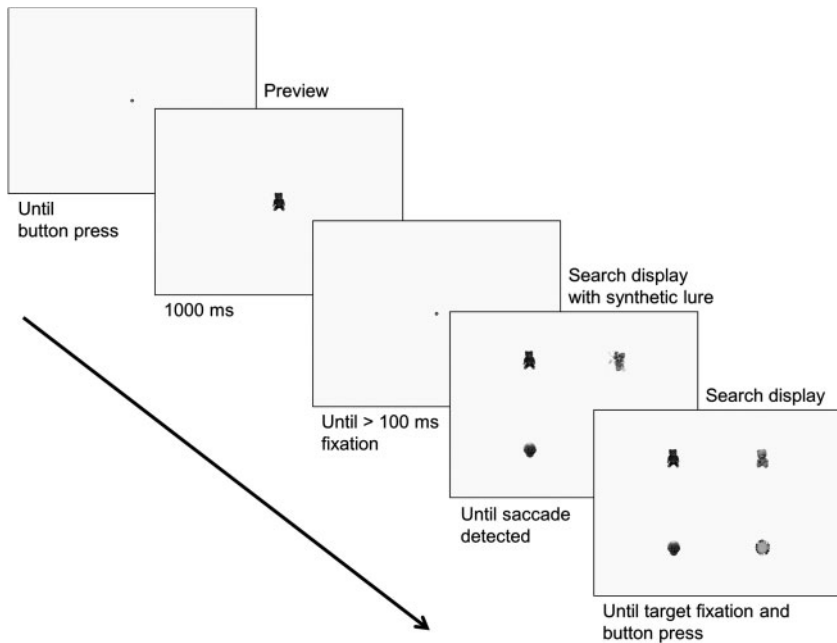 Preview
Until
button press
1000 ms
Search display
with synthetic lure
Until > 100 ms
fixation
Search display
Until saccade
detected
Until target fixation and
button press